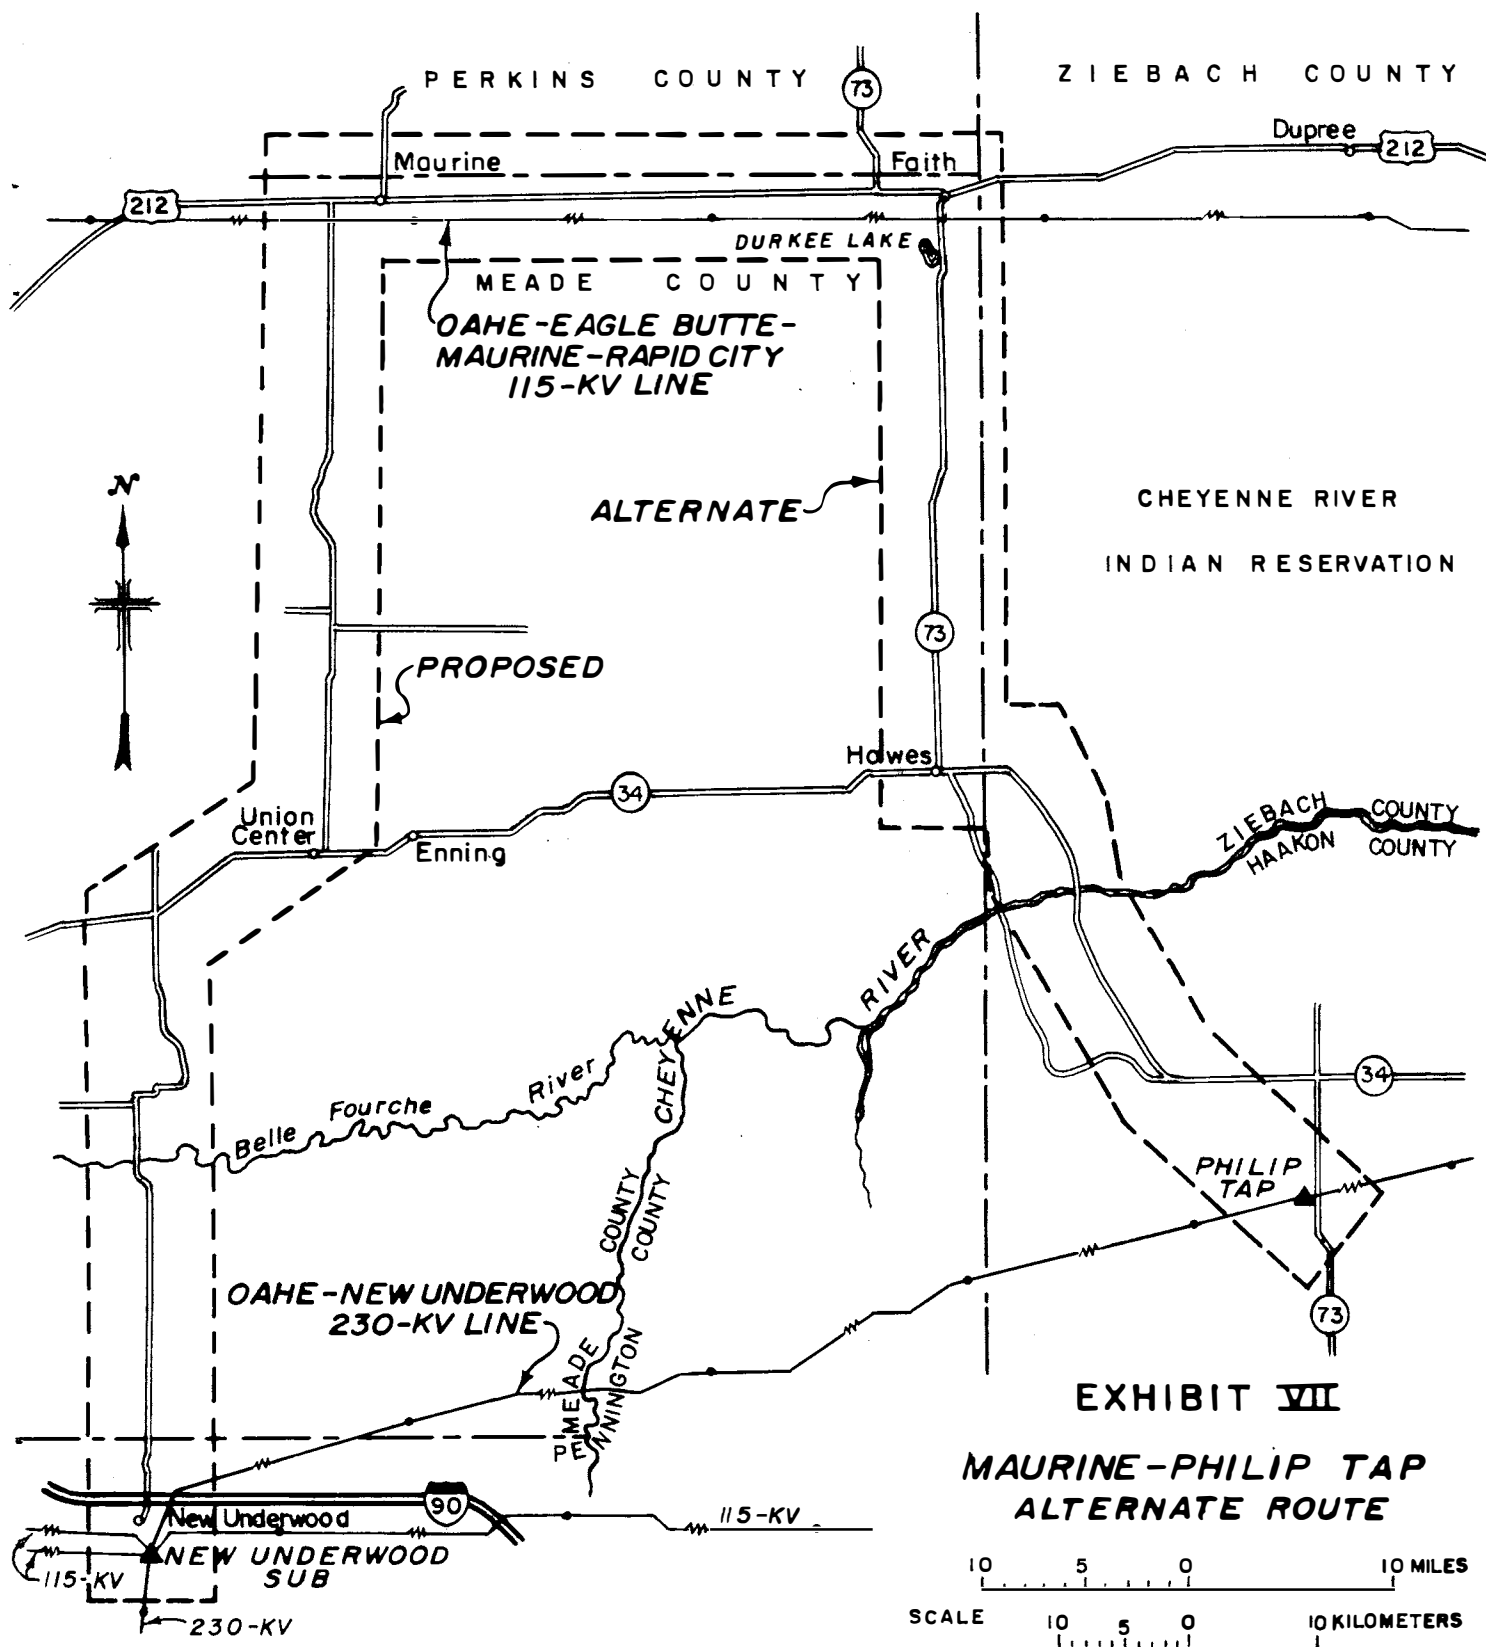 PERKINS COUNTY
ZIEBACH COUNTY
73
Dupree
212
Maurine
Faith
212
DURKEE LAKE
MEADE COUNTY
OAHE-EAGLE BUTTE-
MAURINE-RAPID CITY
115-KV LINE
N
ALTERNATE
CHEYENNE RIVER
INDIAN RESERVATION
73
PROPOSED
Howes
34
Union
Center
Enning
ZIEBACH COUNTY
HAAKON COUNTY
CHEYENNE RIVER
Belle Fourche River
34
PHILIP
TAP
MEADE COUNTY
PENNINGTON COUNTY
OAHE-NEW UNDERWOOD
230-KV LINE
73
EXHIBIT VII
MAURINE-PHILIP TAP
ALTERNATE ROUTE
90
New Underwood
115-KV
NEW UNDERWOOD
SUB
115-KV
230-KV
10 5 0 10 MILES
SCALE
10 5 0 10 KILOMETERS